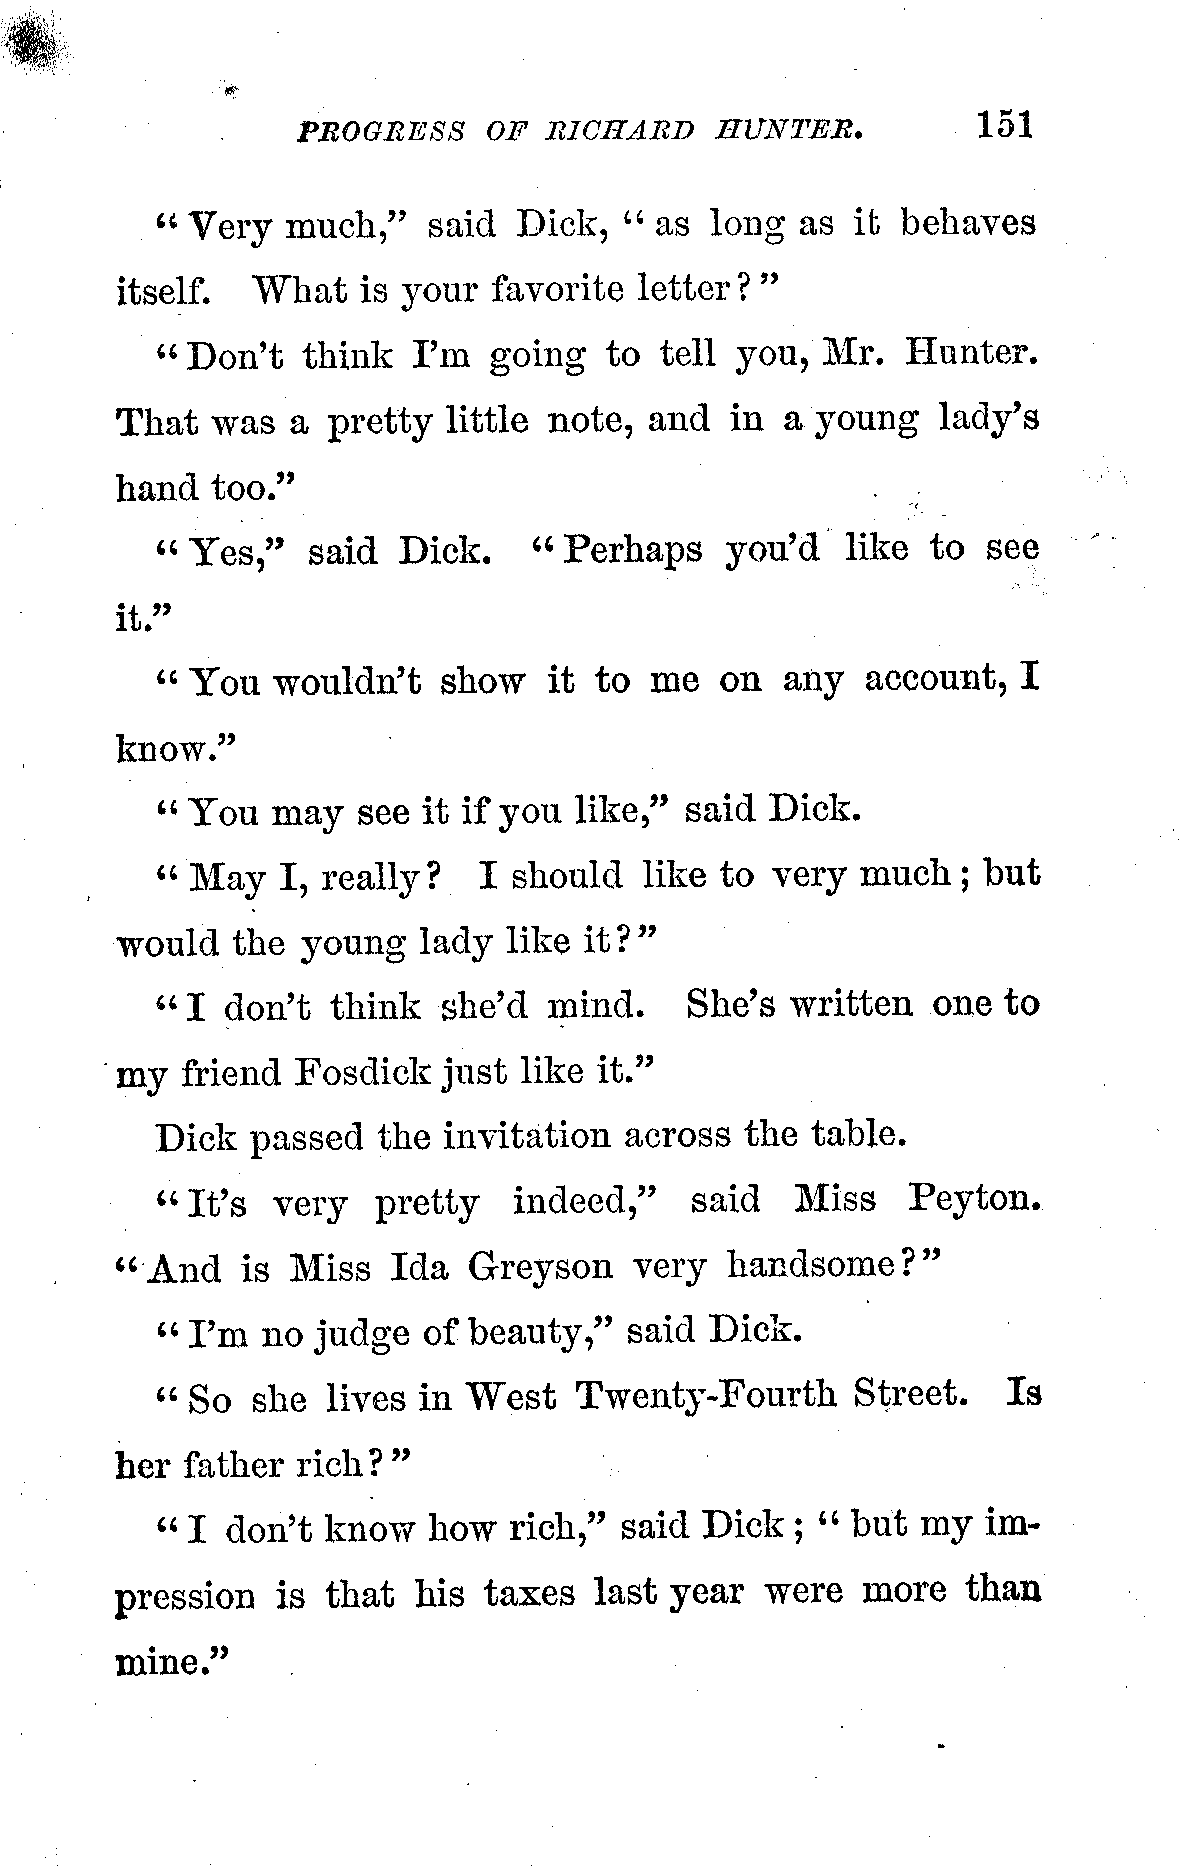 PROGRESS OF RICHARD HUNTER. 151
“Very much,” said Dick, “as long as it behaves
itself. What is your favorite letter?”
“Don’t think I’m going to tell you, Mr. Hunter.
That was a pretty little note, and in a young lady’s
hand too.”
“Yes,” said Dick. “Perhaps you’d like to see
it.”
“You wouldn’t show it to me on any account, I
know.”
“You may see it if you like,” said Dick.
“May I, really? I should like to very much; but
would the young lady like it?”
“I don’t think she’d mind. She’s written one to
my friend Fosdick just like it.”
Dick passed the invitation across the table.
“It’s very pretty indeed,” said Miss Peyton.
“And is Miss Ida Greyson very handsome?”
“I’m no judge of beauty,” said Dick.
“So she lives in West Twenty-Fourth Street. Is
her father rich?”
“I don’t know how rich,” said Dick; “but my im-
pression is that his taxes last year were more than
mine.”